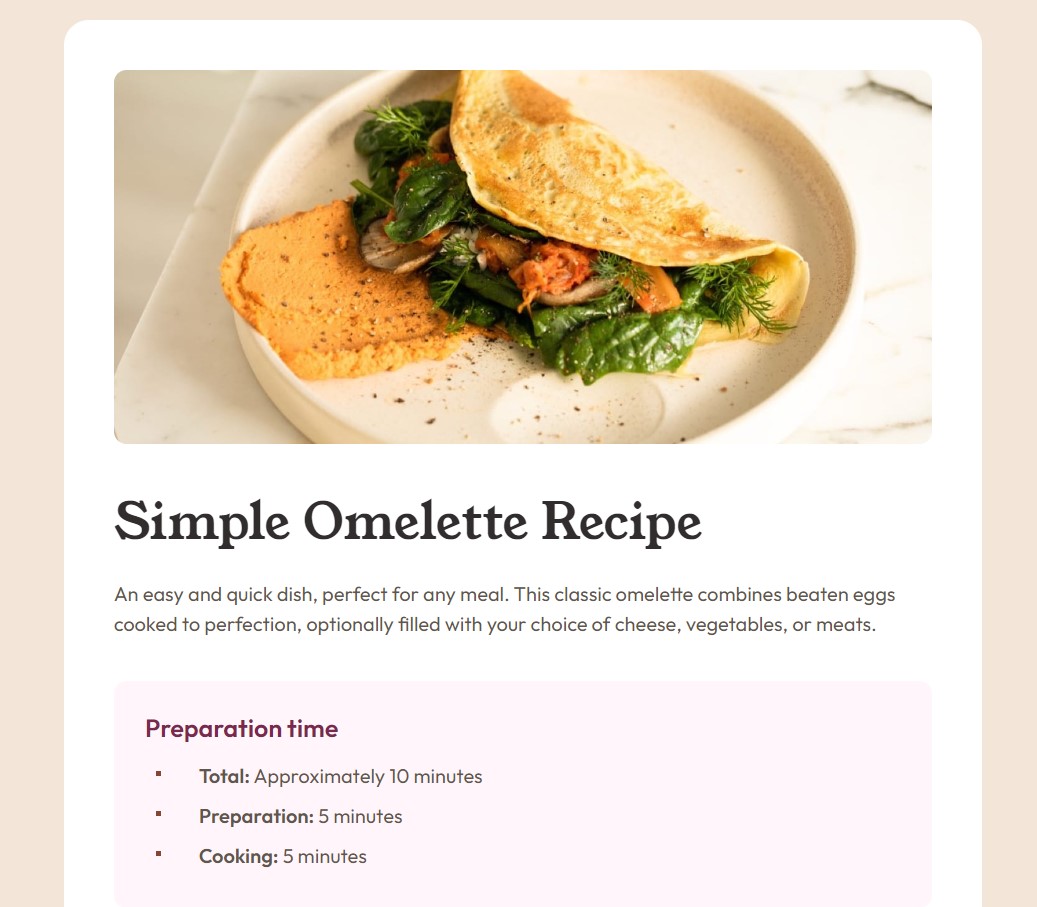 Simple Omelette Recipe
An easy and quick dish, perfect for any meal. This classic omelette combines beaten eggs
cooked to perfection, optionally filled with your choice of cheese, vegetables, or meats.
Preparation time
Total: Approximately 10 minutes
Preparation: 5 minutes
Cooking: 5 minutes